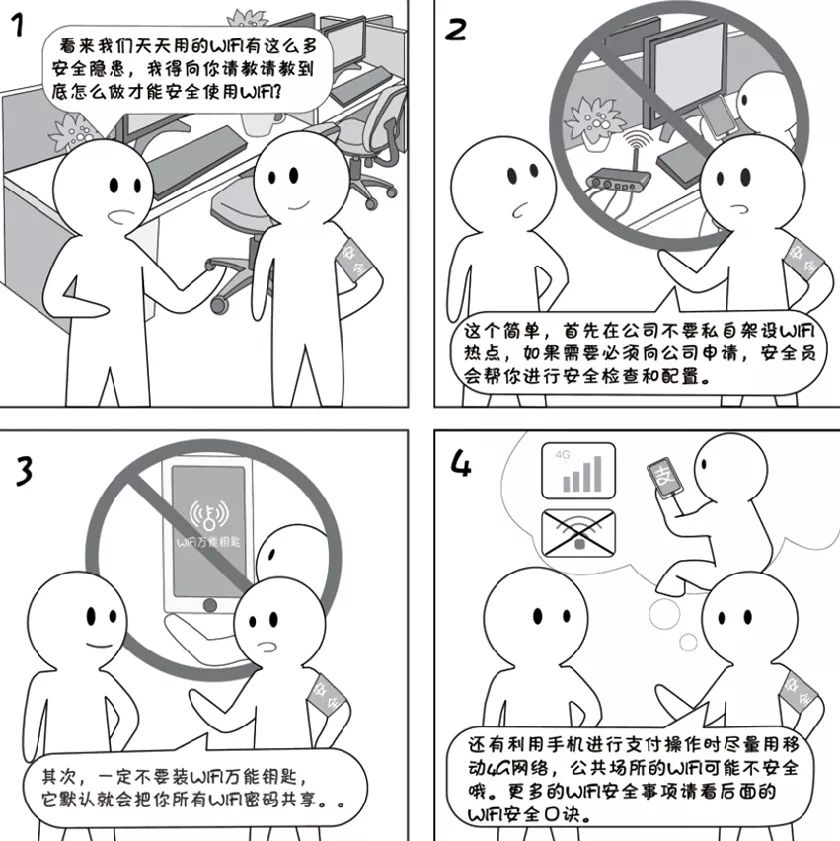 1
看来我们天天用的WiFi有这么多
安全隐患，我得向你请教请教到
底怎么做才能安全使用WiFi？
安全
2
安全
这个简单，首先在公司不要私自架设WiFi
热点，如果需要必须向公司申请，安全员
会帮你进行安全检查和配置。
3
WiFi万能钥匙
安全
其次，一定不要装WiFi万能钥匙，
它默认就会把你所有WiFi密码共享。。
4
4G
支
安全
还有利用手机进行支付操作时尽量用移
动4G网络，公共场所的WiFi可能不安全
哦。更多的WiFi安全事项请看后面的
WiFi安全口诀。